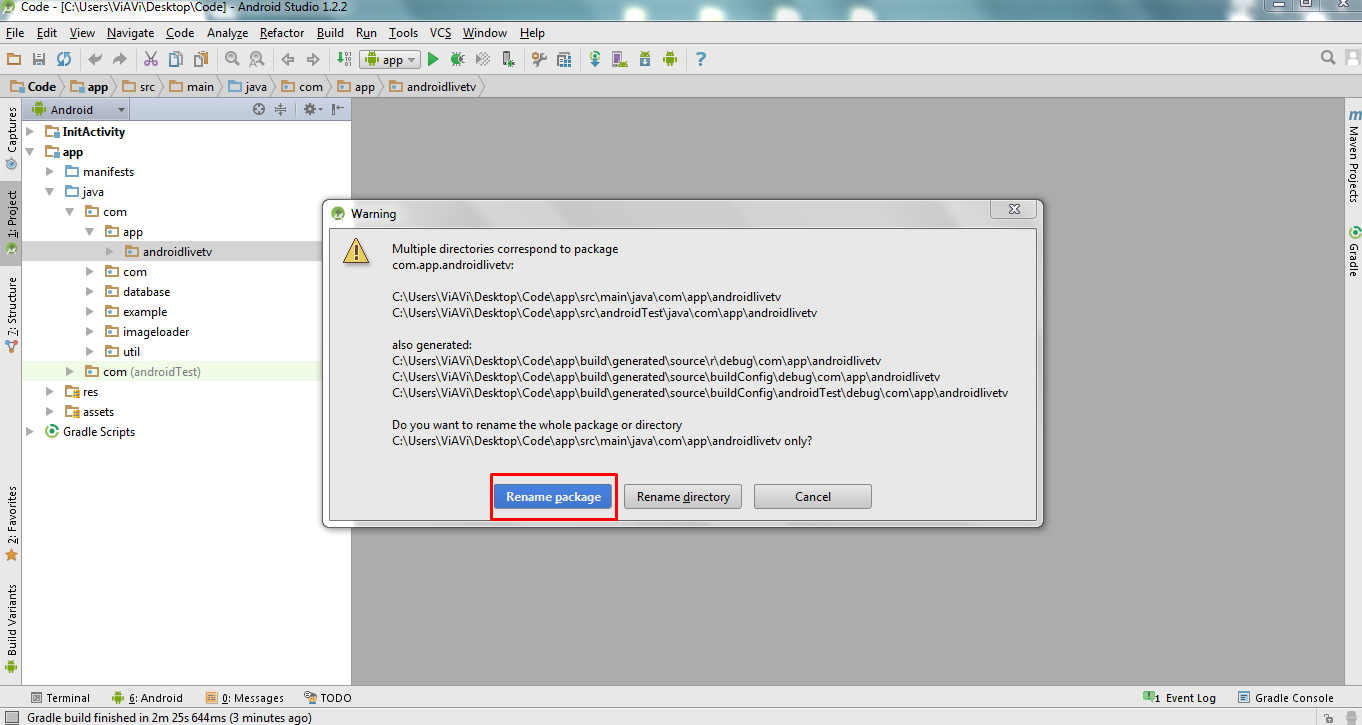 Code - [C:\Users\ViAVi\Desktop\Code] - Android Studio 1.2.2
File Edit View Navigate Code Analyze Refactor Build Run Tools VCS Window Help
app
Code app src main java com app androidlivetv
Android
Captures
1: Project
7: Structure
2: Favorites
Build Variants
InitActivity
app
manifests
java
com
app
androidlivetv
com
database
example
imageloader
util
com (androidTest)
res
assets
Gradle Scripts
Warning
Multiple directories correspond to package
com.app.androidlivetv:
C:\Users\ViAVi\Desktop\Code\app\src\main\java\com\app\androidlivetv
C:\Users\ViAVi\Desktop\Code\app\src\androidTest\java\com\app\androidlivetv
also generated:
C:\Users\ViAVi\Desktop\Code\app\build\generated\source\r\debug\com\app\androidlivetv
C:\Users\ViAVi\Desktop\Code\app\build\generated\source\buildConfig\debug\com\app\androidlivetv
C:\Users\ViAVi\Desktop\Code\app\build\generated\source\buildConfig\androidTest\debug\com\app\androidlivetv
Do you want to rename the whole package or directory
C:\Users\ViAVi\Desktop\Code\app\src\main\java\com\app\androidlivetv only?
Rename package Rename directory Cancel
m
Maven Projects
Gradle
Terminal 6: Android 0: Messages TODO 1 Event Log Gradle Console
Gradle build finished in 2m 25s 644ms (3 minutes ago)